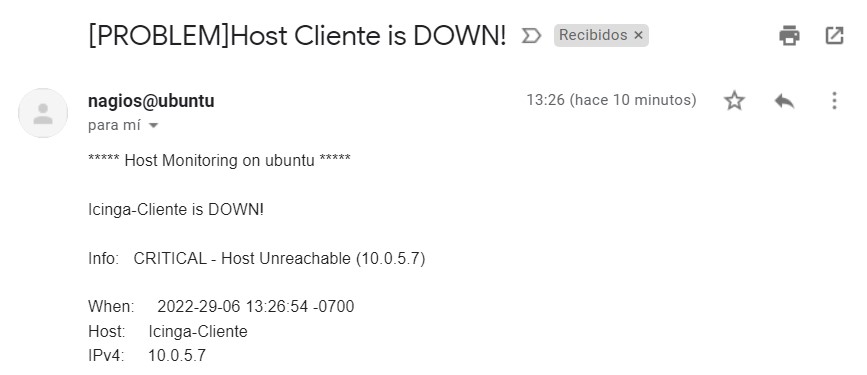 [PROBLEM]Host Cliente is DOWN! Recibidos ×
nagios@ubuntu 13:26 (hace 10 minutos)
para mí
***** Host Monitoring on ubuntu *****
Icinga-Cliente is DOWN!
Info: CRITICAL - Host Unreachable (10.0.5.7)
When: 2022-29-06 13:26:54 -0700
Host: Icinga-Cliente
IPv4: 10.0.5.7